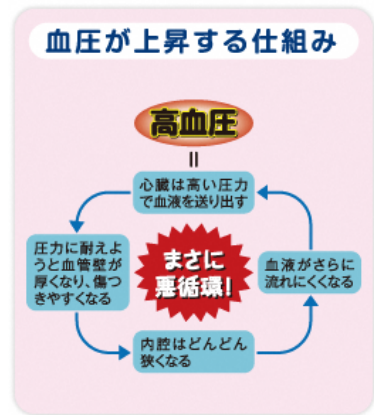 血圧が上昇する仕組み
高血圧
=
心臓は高い圧力
で血液を送り出す
圧力に耐えよ
うと血管壁が
厚くなり、傷つ
きやすくなる
まさに
悪循環!
血液がさらに
流れにくくなる
内腔はどんどん
狭くなる